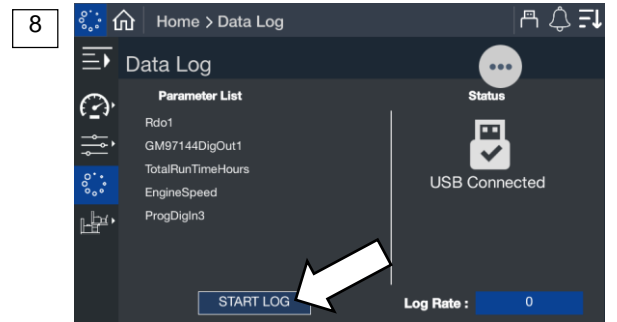 8
Home > Data Log
Data Log
Parameter List
Rdo1
GM97144DigOut1
TotalRunTimeHours
EngineSpeed
ProgDigIn3
Status
USB Connected
START LOG
Log Rate :
0